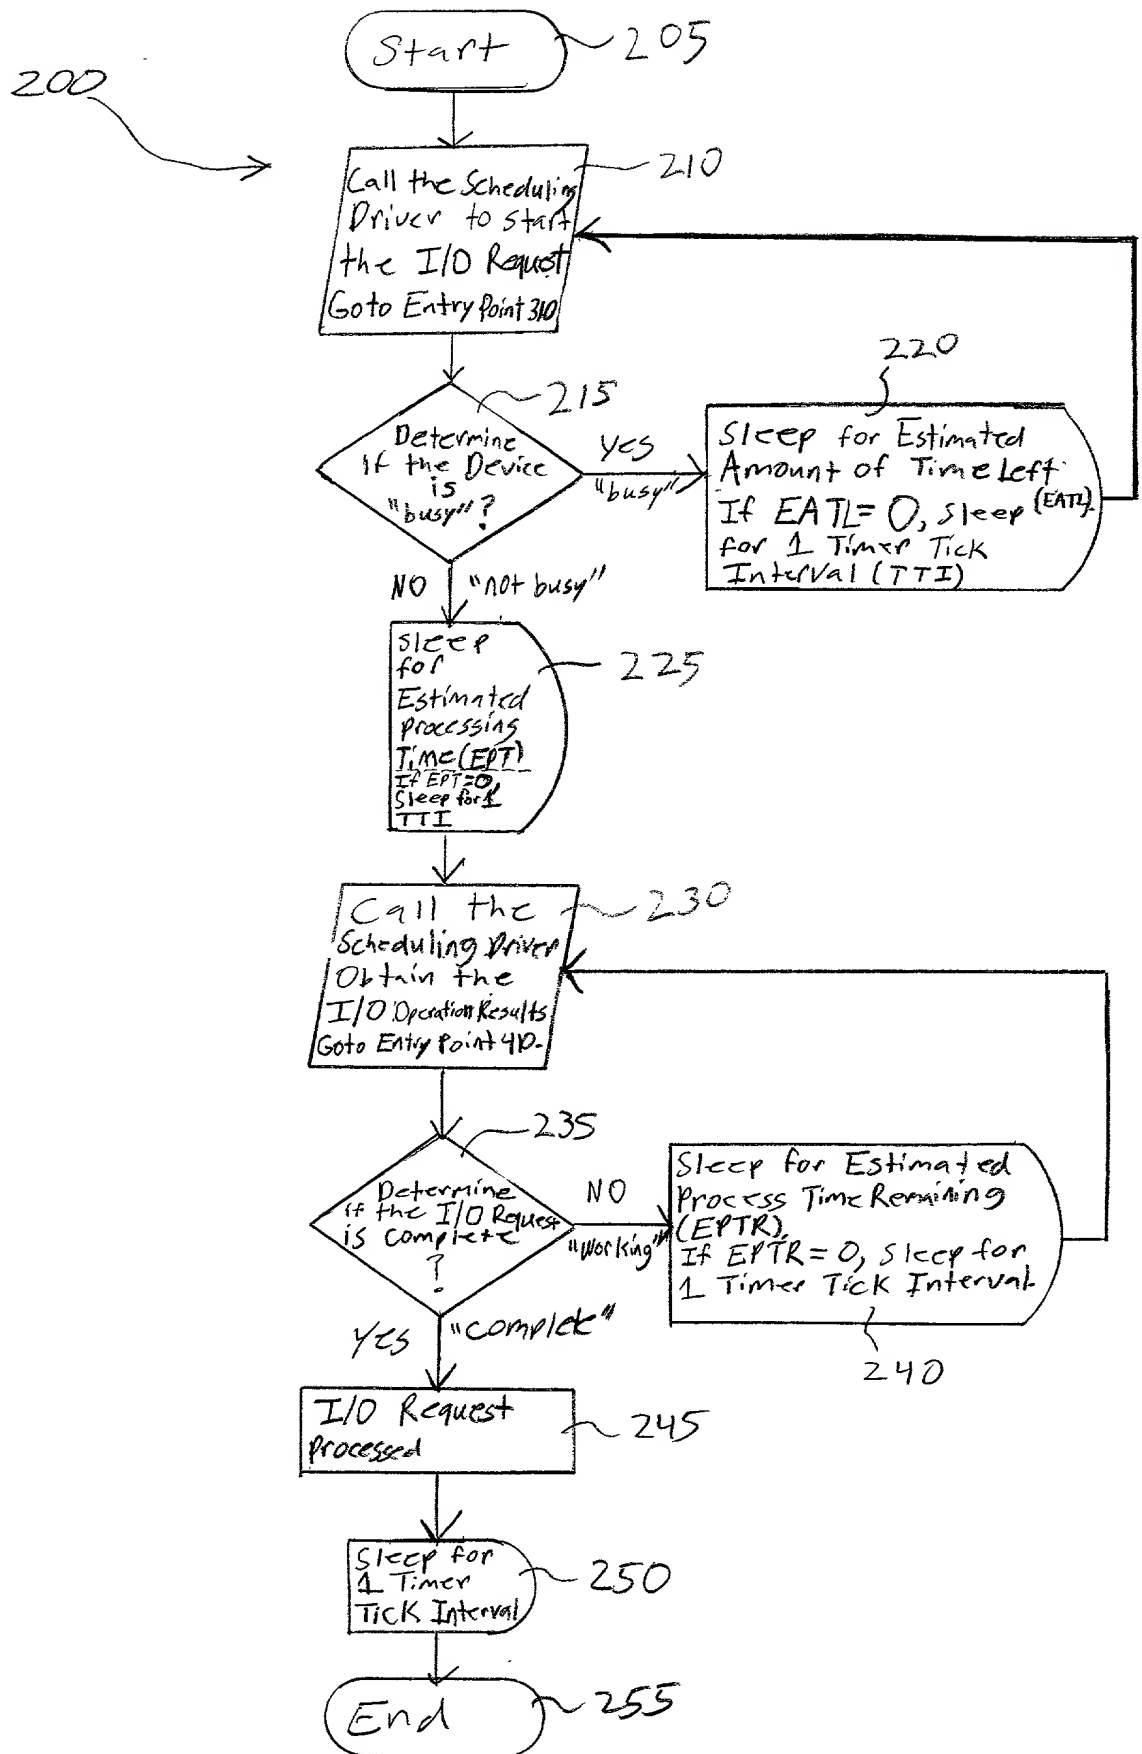 Start
205
200
210
Call the Scheduling
Driver to start
the I/O Request
Goto Entry Point 310
215
Determine
If the Device
is
"busy"?
Yes
"busy"
220
Sleep for Estimated
Amount of Time Left
(EATL).
If EATL= 0, sleep
for 1 Timer Tick
Interval (TTI)
NO "not busy"
225
Sleep
for
Estimated
Processing
Time (EPT)
If EPT=0,
Sleep for 1
TTI
230
Call the
Scheduling Driver
Obtain the
I/O Operation Results
Goto Entry Point 410.
235
Determine
if the I/O Request
is complete
?
NO
"Working"
Sleep for Estimated
Process Time Remaining
(EPTR).
If EPTR = 0, Sleep for
1 Timer Tick Interval.
240
Yes "Complete"
I/O Request
Processed
245
Sleep for
1 Timer
Tick Interval
250
End
255